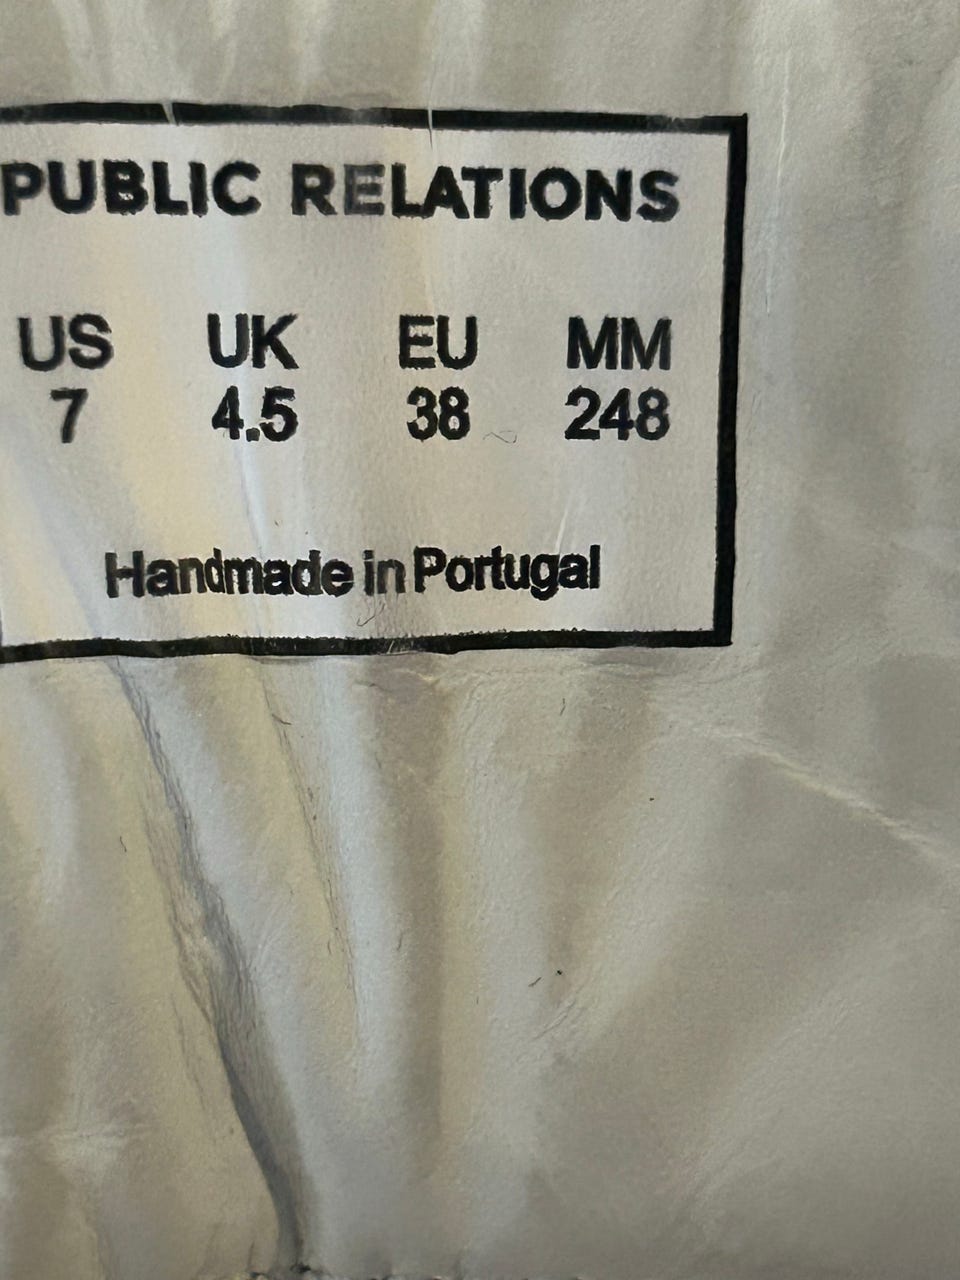 PUBLIC RELATIONS
US UK EU MM
7 4.5 38 248
Handmade in Portugal